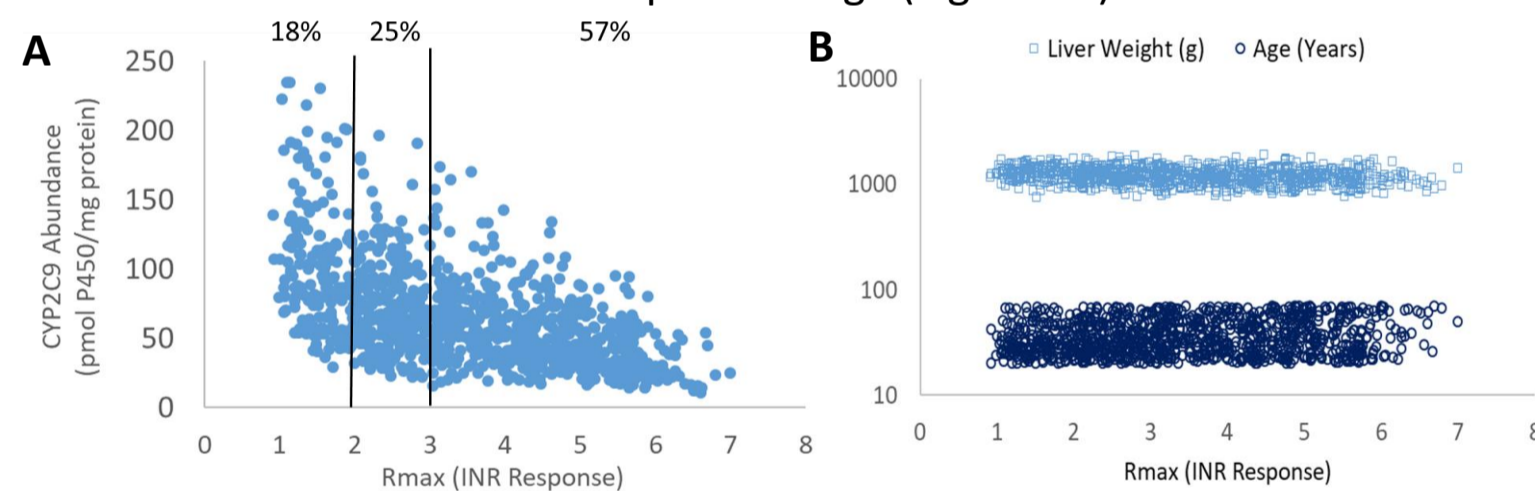 18% 25% 57%
A
250
200
150
100
50
0
CYP2C9 Abundance
(pmol P450/mg protein)
0 1 2 3 4 5 6 7 8
Rmax (INR Response)
B
Liver Weight (g) Age (Years)
10000
1000
100
10
0 1 2 3 4 5 6 7
Rmax (INR Response)